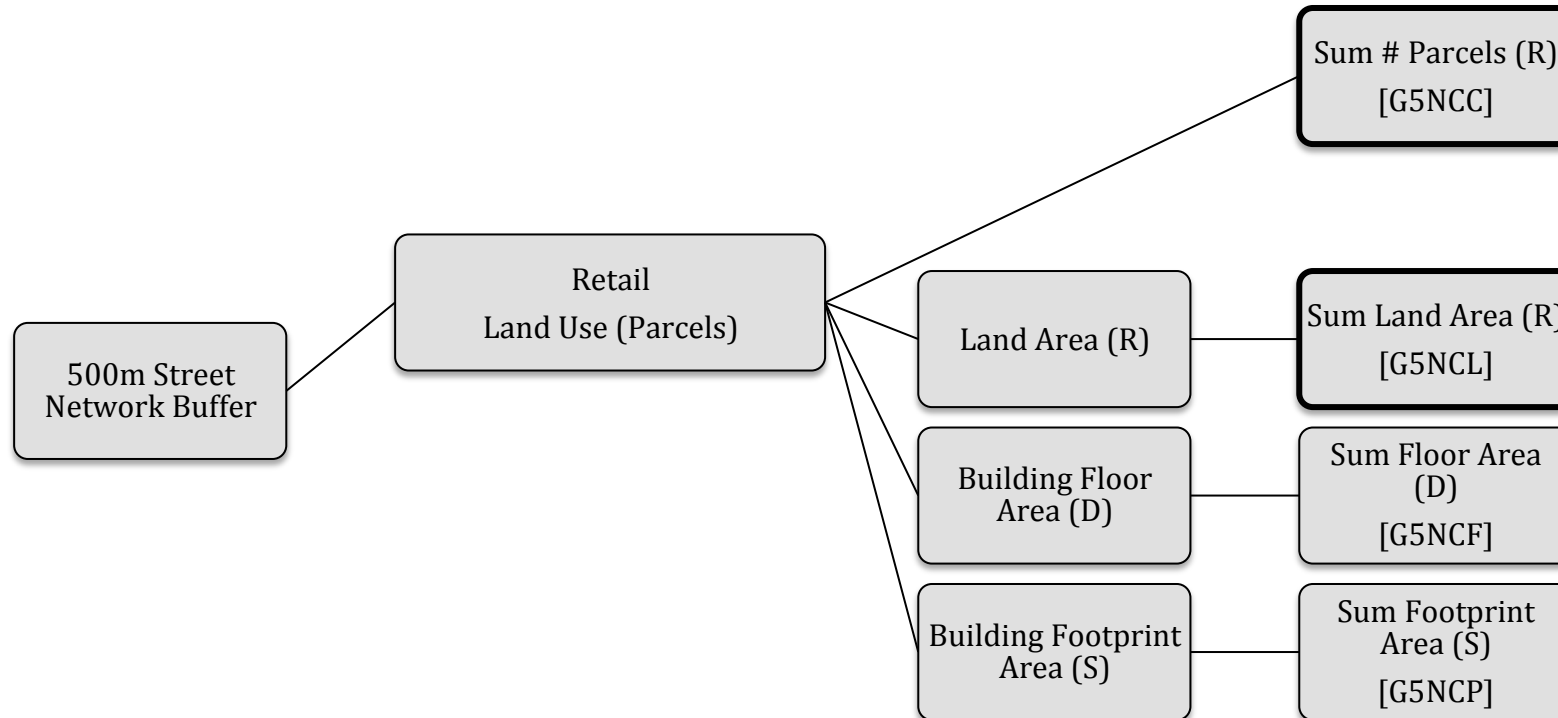 Sum # Parcels (R)
[G5NCC]
Retail
Land Use (Parcels)
500m Street
Network Buffer
Land Area (R)
Sum Land Area (R)
[G5NCL]
Building Floor
Area (D)
Sum Floor Area
(D)
[G5NCF]
Building Footprint
Area (S)
Sum Footprint
Area (S)
[G5NCP]